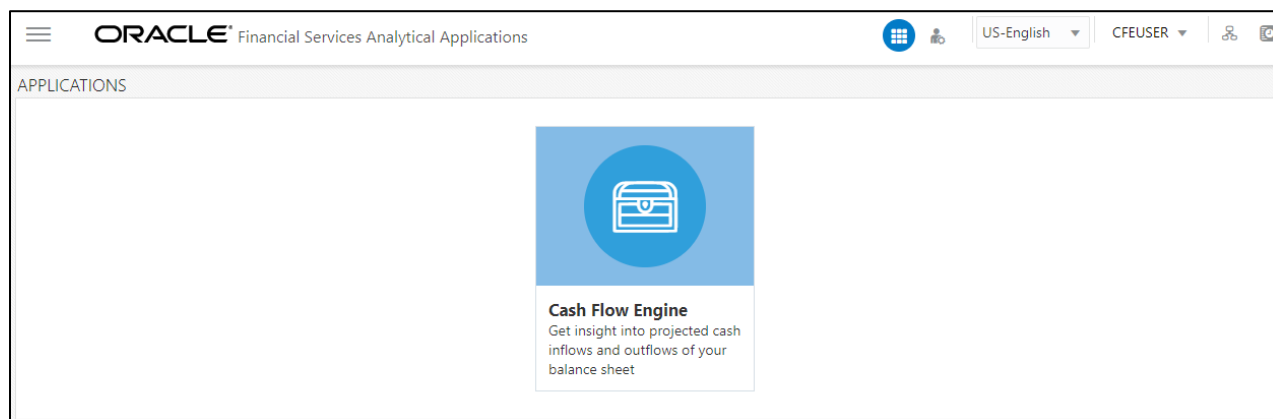 ORACLE® Financial Services Analytical Applications
US-English
CFEUSER
APPLICATIONS
Cash Flow Engine
Get insight into projected cash
inflows and outflows of your
balance sheet